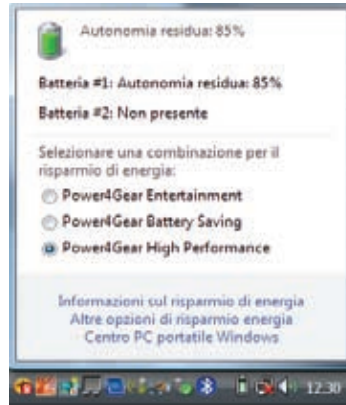 Autonomia residua: 85%
Batteria #1: Autonomia residua: 85%
Batteria #2: Non presente
Selezionare una combinazione per il
risparmio di energia:
Power4Gear Entertainment
Power4Gear Battery Saving
Power4Gear High Performance
Informazioni sul risparmio di energia
Altre opzioni di risparmio energia
Centro PC portatile Windows
12.30